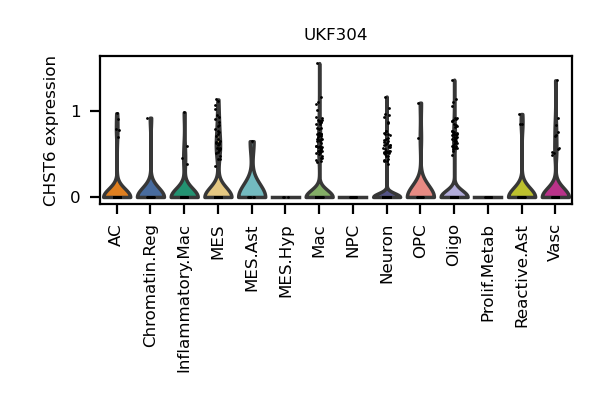 UKF304
CHST6 expression
1
0
AC
Chromatin.Reg
Inflammatory.Mac
MES
MES.Ast
MES.Hyp
Mac
NPC
Neuron
OPC
Oligo
Prolif.Metab
Reactive.Ast
Vasc